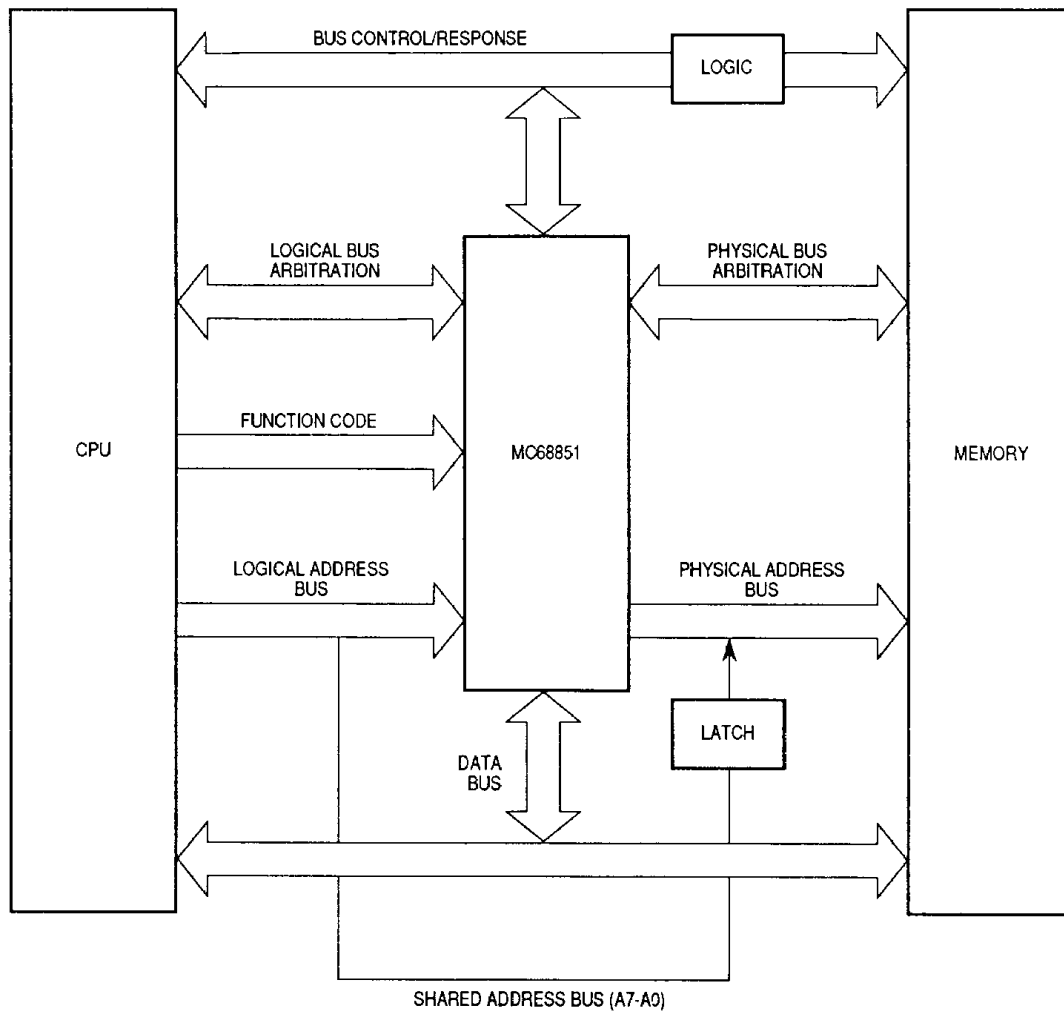 BUS CONTROL/RESPONSE
LOGIC
LOGICAL BUS
ARBITRATION
PHYSICAL BUS
ARBITRATION
FUNCTION CODE
CPU
MC68851
MEMORY
LOGICAL ADDRESS
BUS
PHYSICAL ADDRESS
BUS
LATCH
DATA
BUS
SHARED ADDRESS BUS (A7-A0)